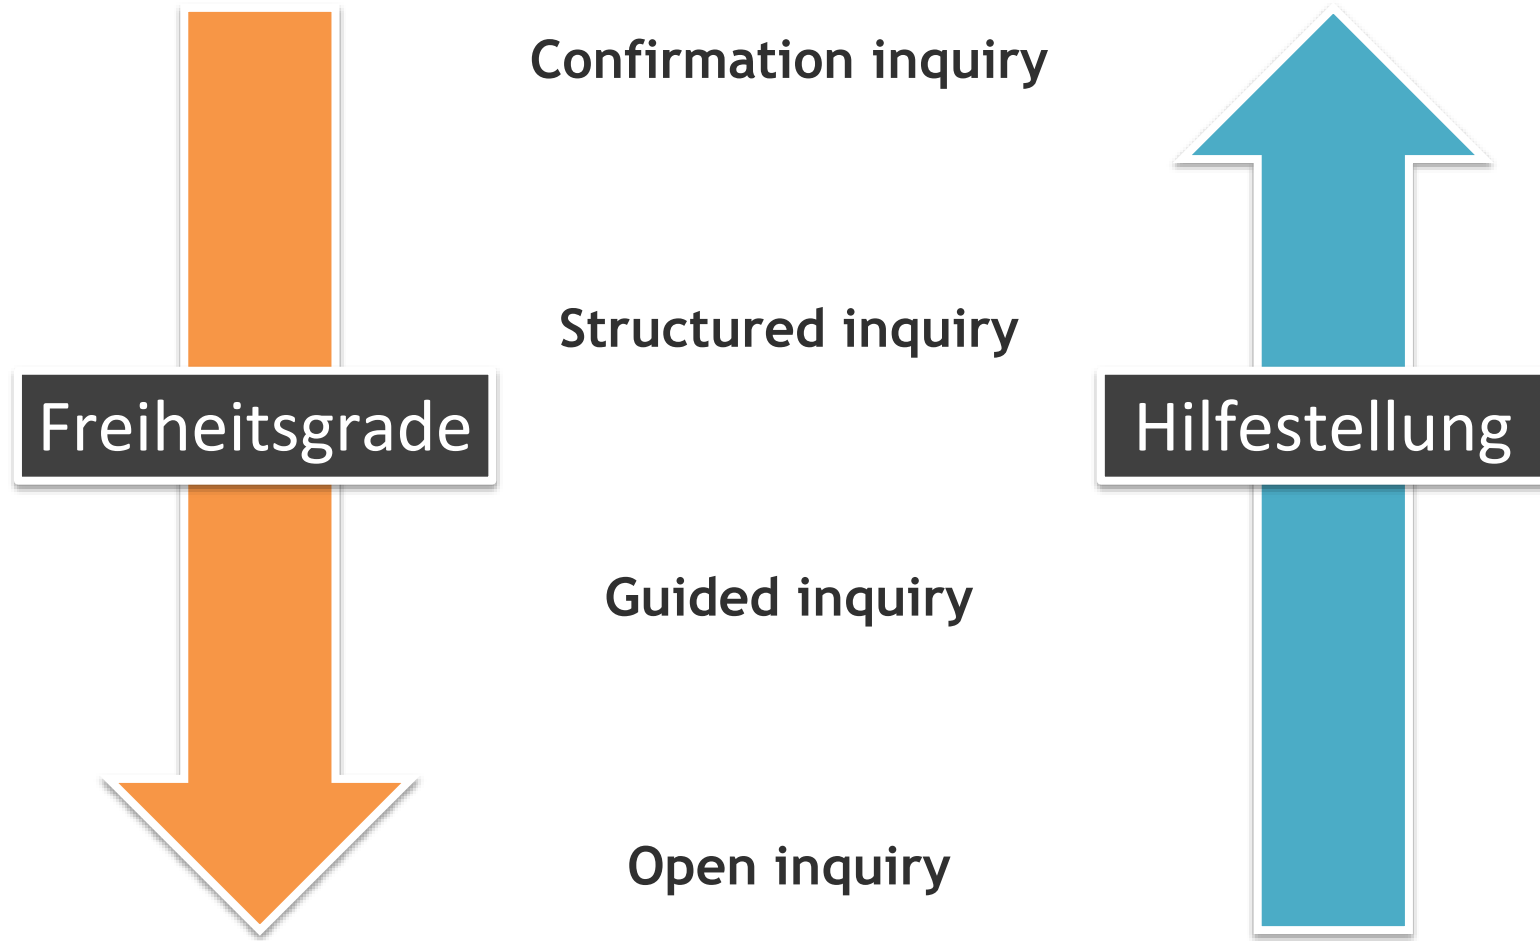 Confirmation inquiry
Structured inquiry
Freiheitsgrade
Hilfestellung
Guided inquiry
Open inquiry